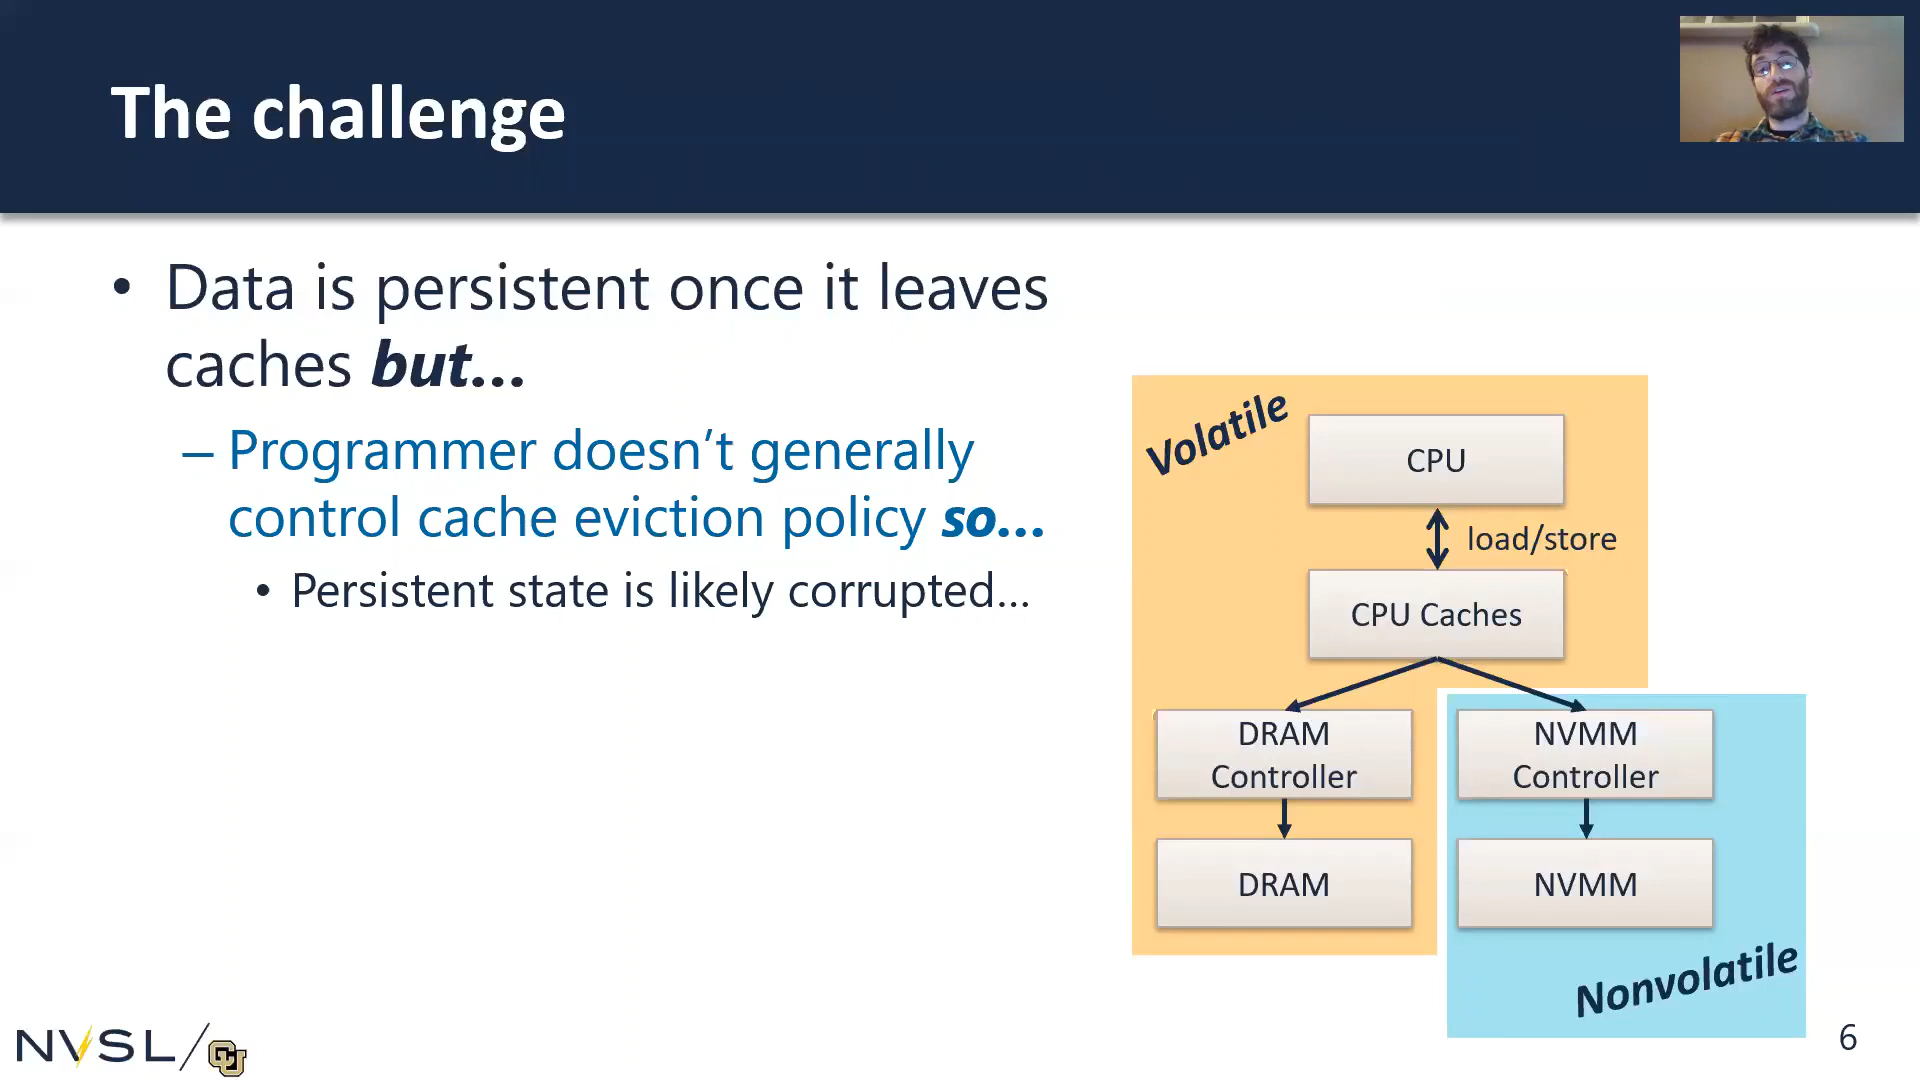 The challenge
• Data is persistent once it leaves
caches but...
– Programmer doesn't generally
control cache eviction policy so...
• Persistent state is likely corrupted...
Volatile
CPU
load/store
CPU Caches
DRAM
Controller
NVMM
Controller
DRAM
NVMM
Nonvolatile
NVSL
CU
6